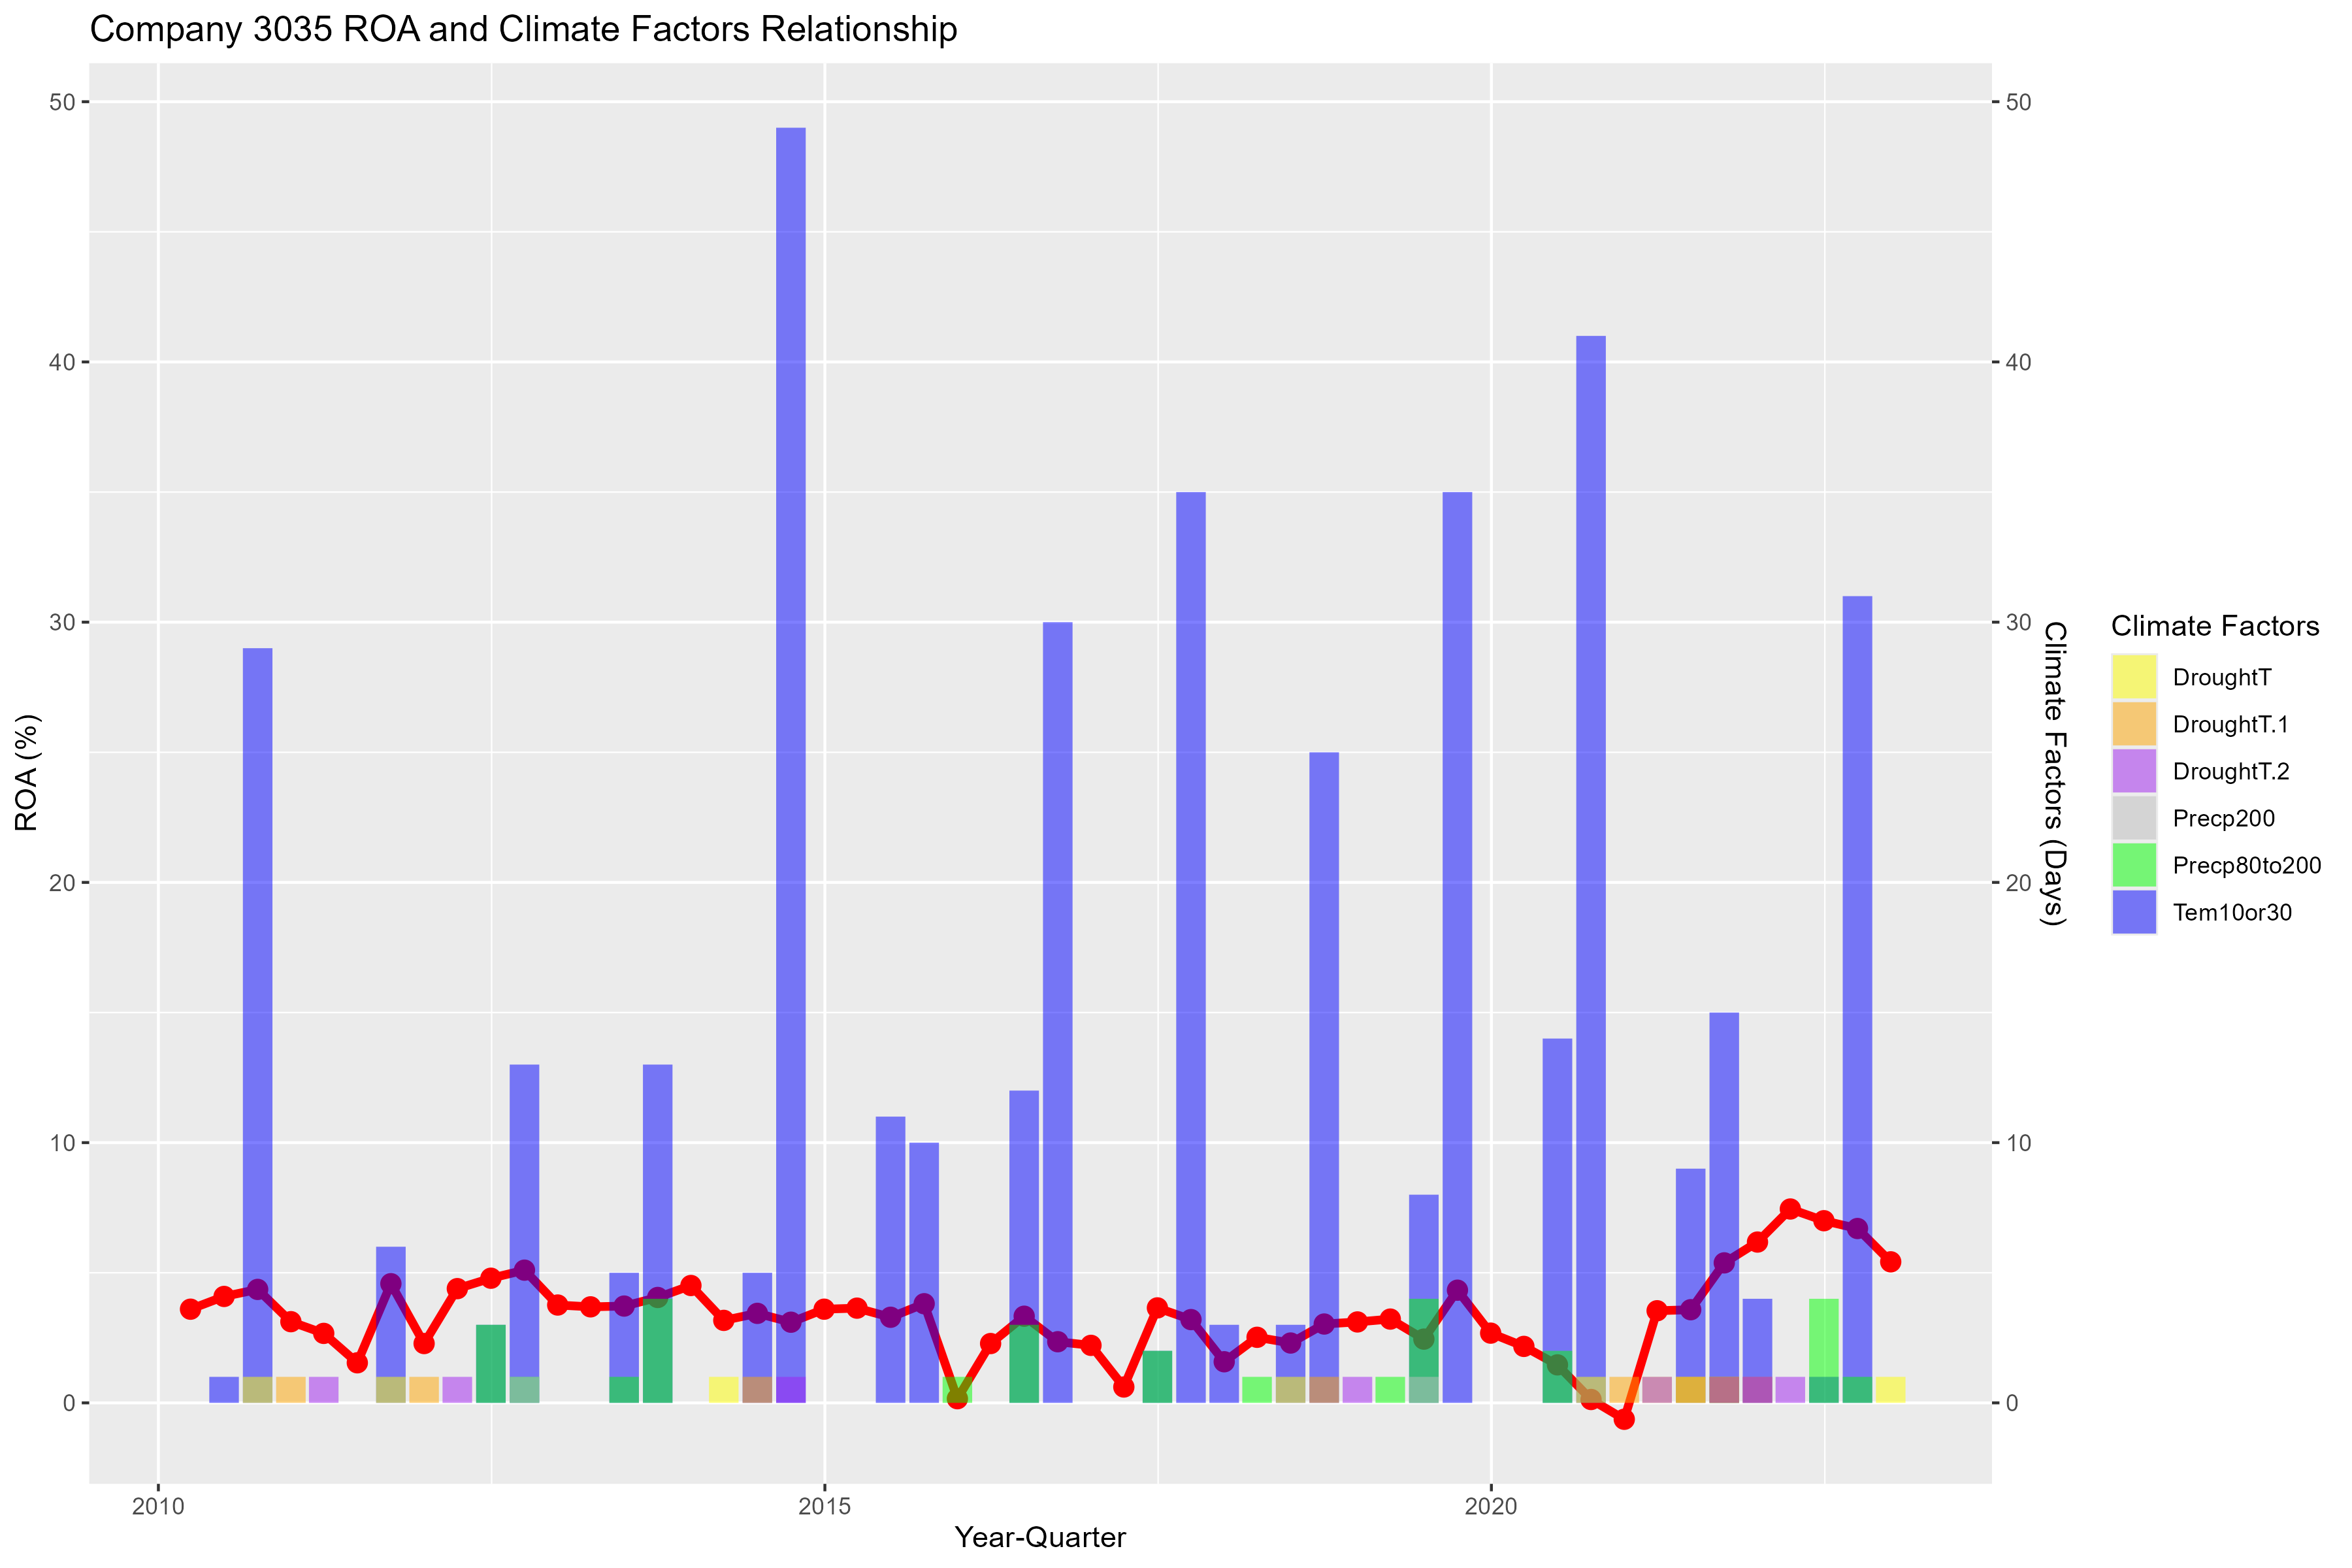 Company 3035 ROA and Climate Factors Relationship
50
40
30
20
10
0
ROA (%)
2010
2015
2020
Year-Quarter
50
40
30
20
10
0
Climate Factors (Days)
Climate Factors
DroughtT
DroughtT.1
DroughtT.2
Precp200
Precp80to200
Tem10or30